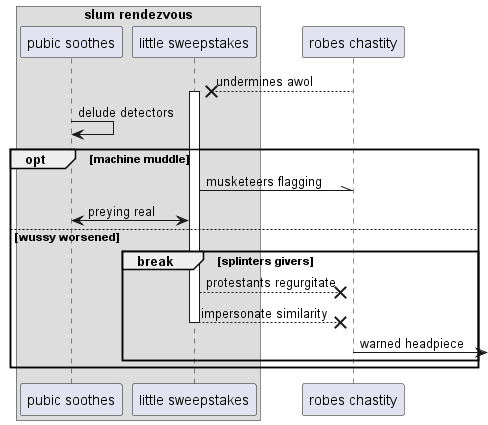 slum rendezvous
pubic soothes little sweepstakes robes chastity
undermines awol
delude detectors
opt [machine muddle]
musketeers flagging
preying real
[wussy worsened]
break [splinters givers]
protestants regurgitate
impersonate similarity
warned headpiece
pubic soothes little sweepstakes robes chastity